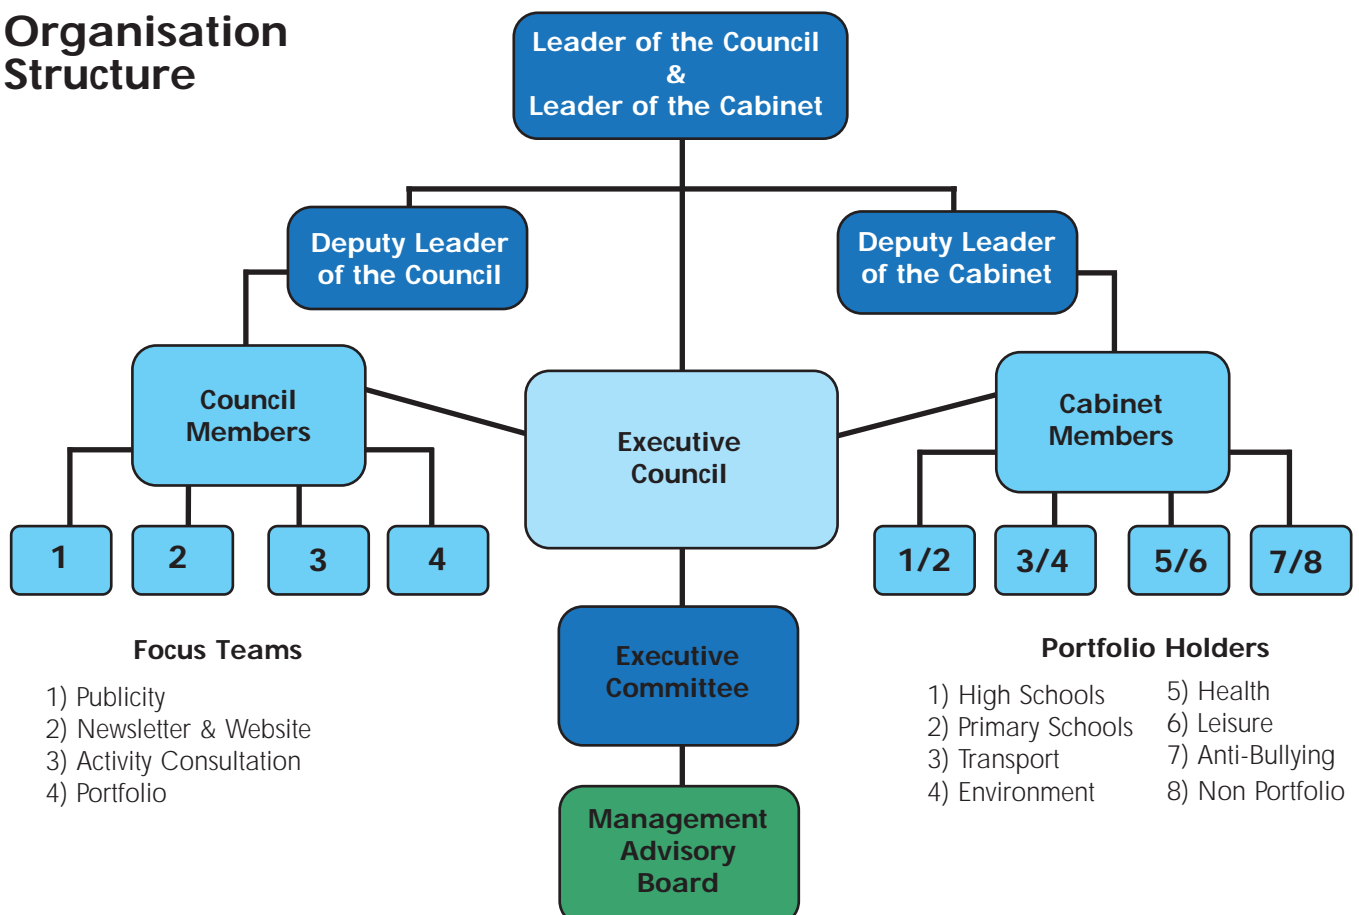 Organisation
Structure
Leader of the Council
&
Leader of the Cabinet
Deputy Leader
of the Council
Deputy Leader
of the Cabinet
Council
Members
Executive
Council
Cabinet
Members
1
2
3
4
1/2
3/4
5/6
7/8
Focus Teams
1) Publicity
2) Newsletter & Website
3) Activity Consultation
4) Portfolio
Executive
Committee
Portfolio Holders
1) High Schools
2) Primary Schools
3) Transport
4) Environment
5) Health
6) Leisure
7) Anti-Bullying
8) Non Portfolio
Management
Advisory
Board